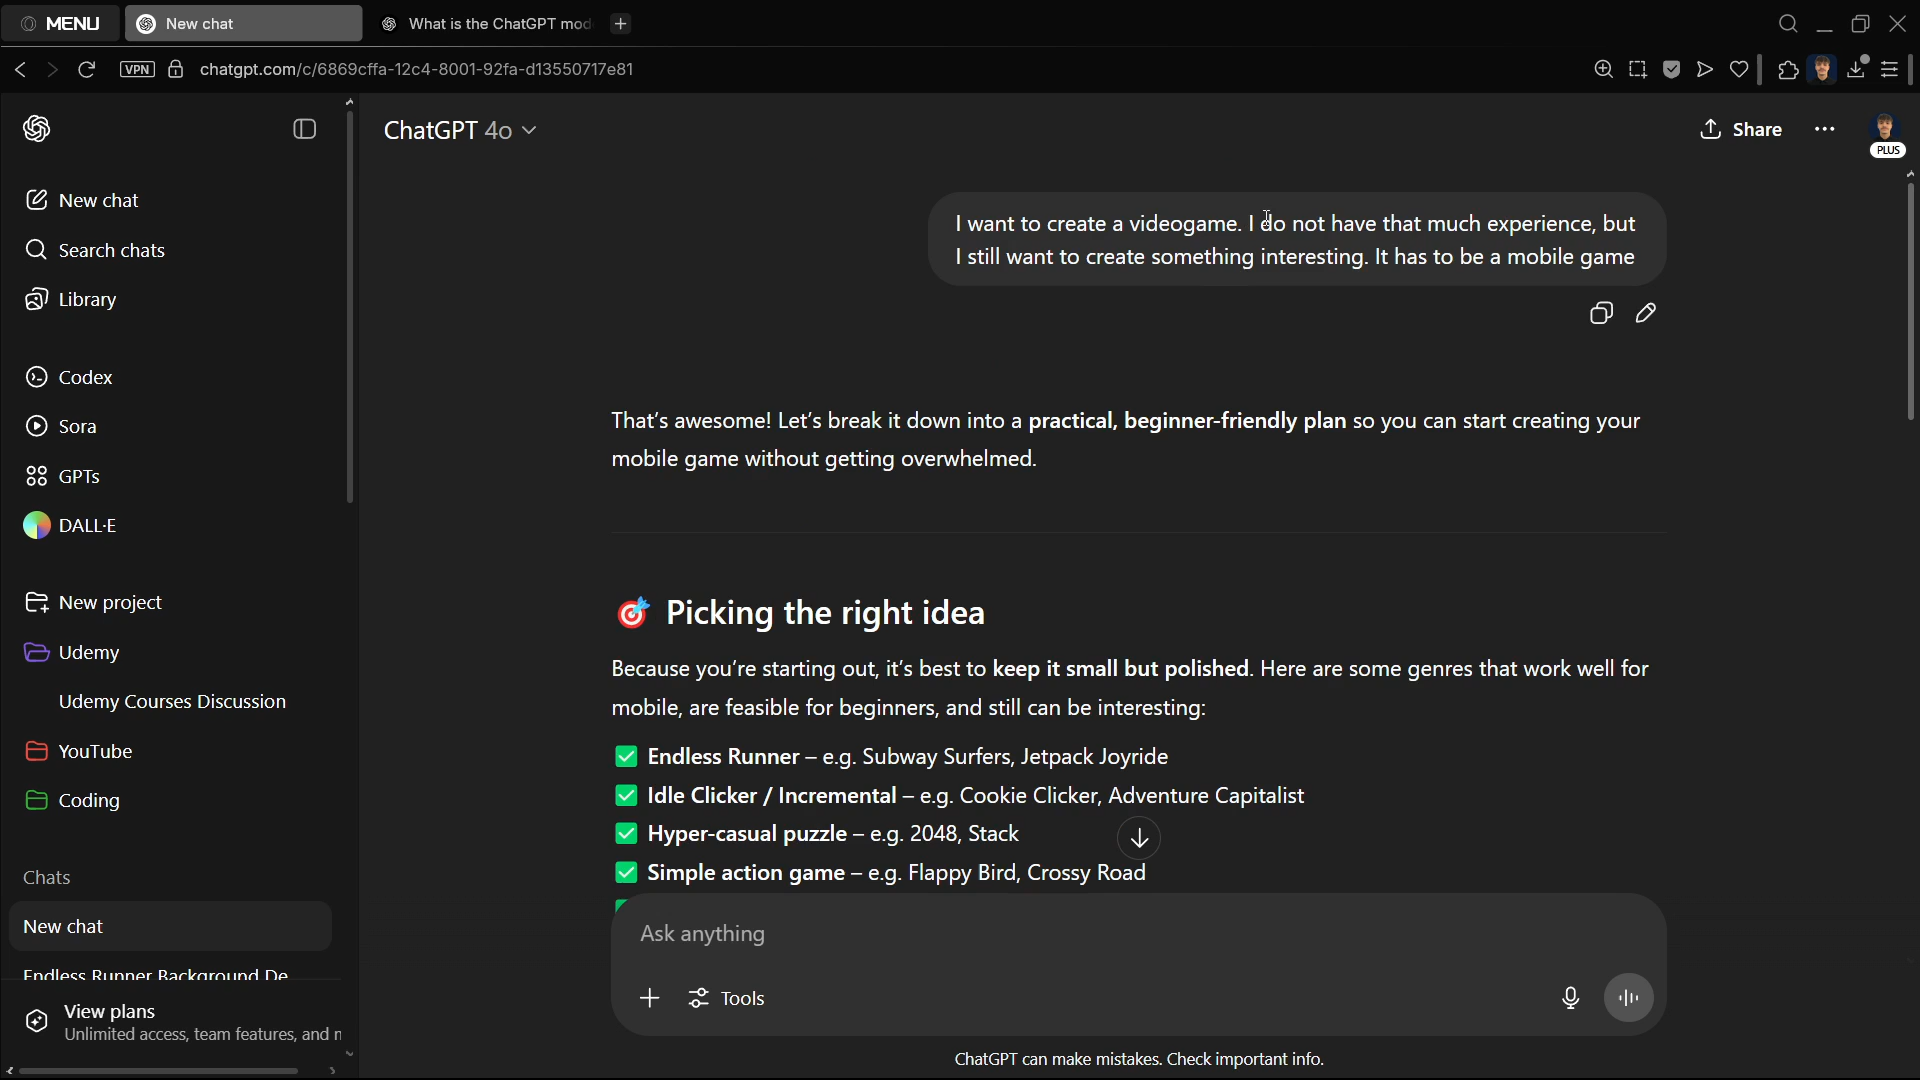 MENU
New chat
What is the ChatGPT mod
VPN
chatgpt.com/c/6869cffa-12c4-8001-92fa-d13550717e81
ChatGPT 4o
Share
PLUS
New chat
Search chats
Library
Codex
Sora
GPTs
DALL·E
New project
Udemy
Udemy Courses Discussion
YouTube
Coding
Chats
New chat
Endless Runner Background De
View plans
Unlimited access, team features, and
I want to create a videogame. I do not have that much experience, but
I still want to create something interesting. It has to be a mobile game
That's awesome! Let's break it down into a practical, beginner-friendly plan so you can start creating your
mobile game without getting overwhelmed.
🎯 Picking the right idea
Because you're starting out, it's best to keep it small but polished. Here are some genres that work well for
mobile, are feasible for beginners, and still can be interesting:
✅ Endless Runner – e.g. Subway Surfers, Jetpack Joyride
✅ Idle Clicker / Incremental – e.g. Cookie Clicker, Adventure Capitalist
✅ Hyper-casual puzzle – e.g. 2048, Stack
✅ Simple action game – e.g. Flappy Bird, Crossy Road
Ask anything
Tools
ChatGPT can make mistakes. Check important info.